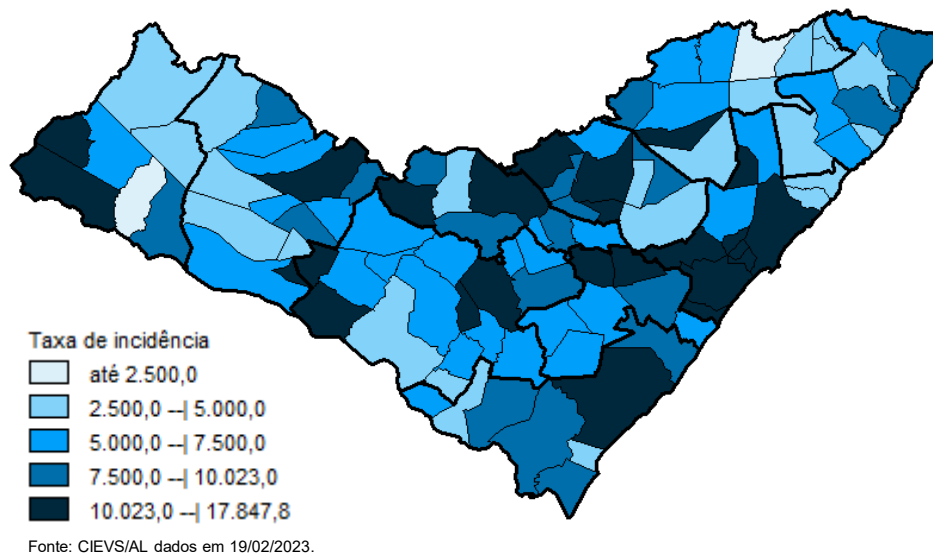 Taxa de incidência
até 2.500,0
2.500,0 --| 5.000,0
5.000,0 --| 7.500,0
7.500,0 --| 10.023,0
10.023,0 --| 17.847,8
Fonte: CIEVS/AL dados em 19/02/2023.